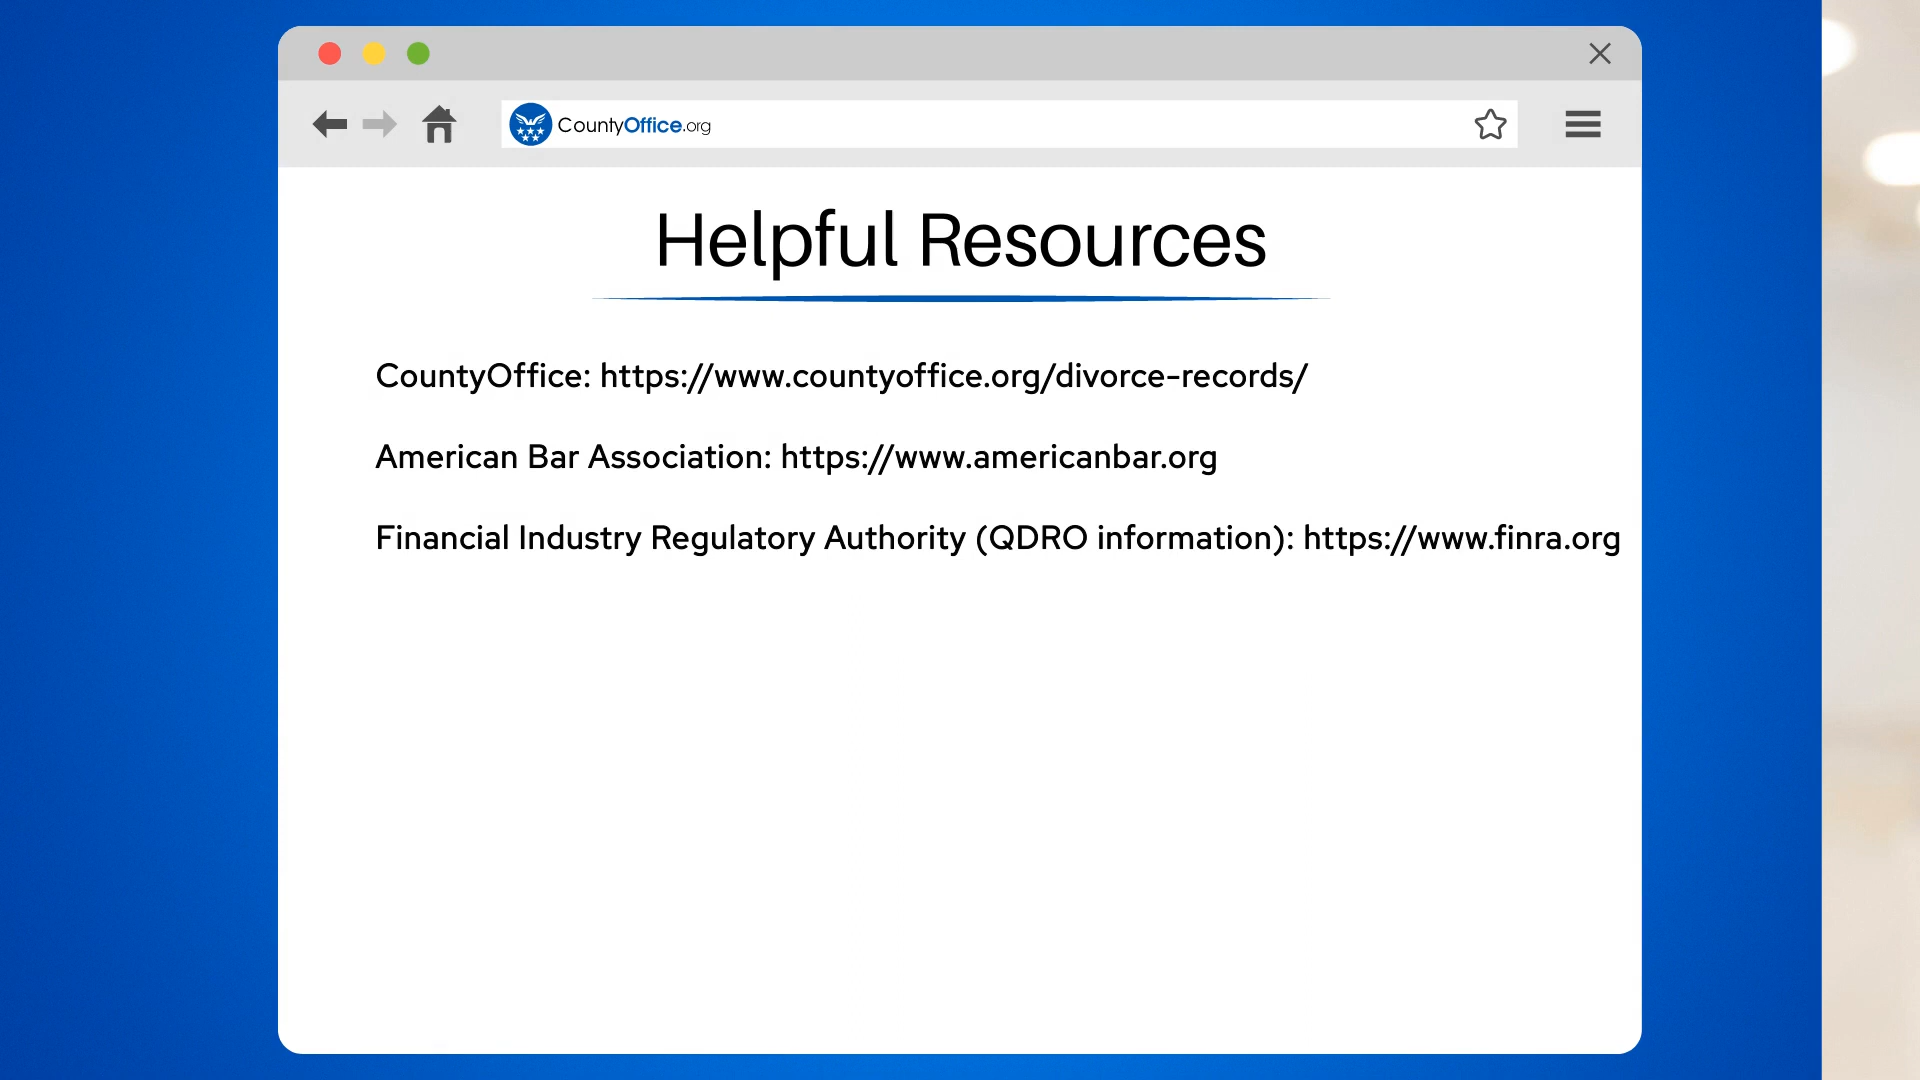 CountyOffice.org
Helpful Resources
CountyOffice: https://www.countyoffice.org/divorce-records/
American Bar Association: https://www.americanbar.org
Financial Industry Regulatory Authority (QDRO information): https://www.finra.org